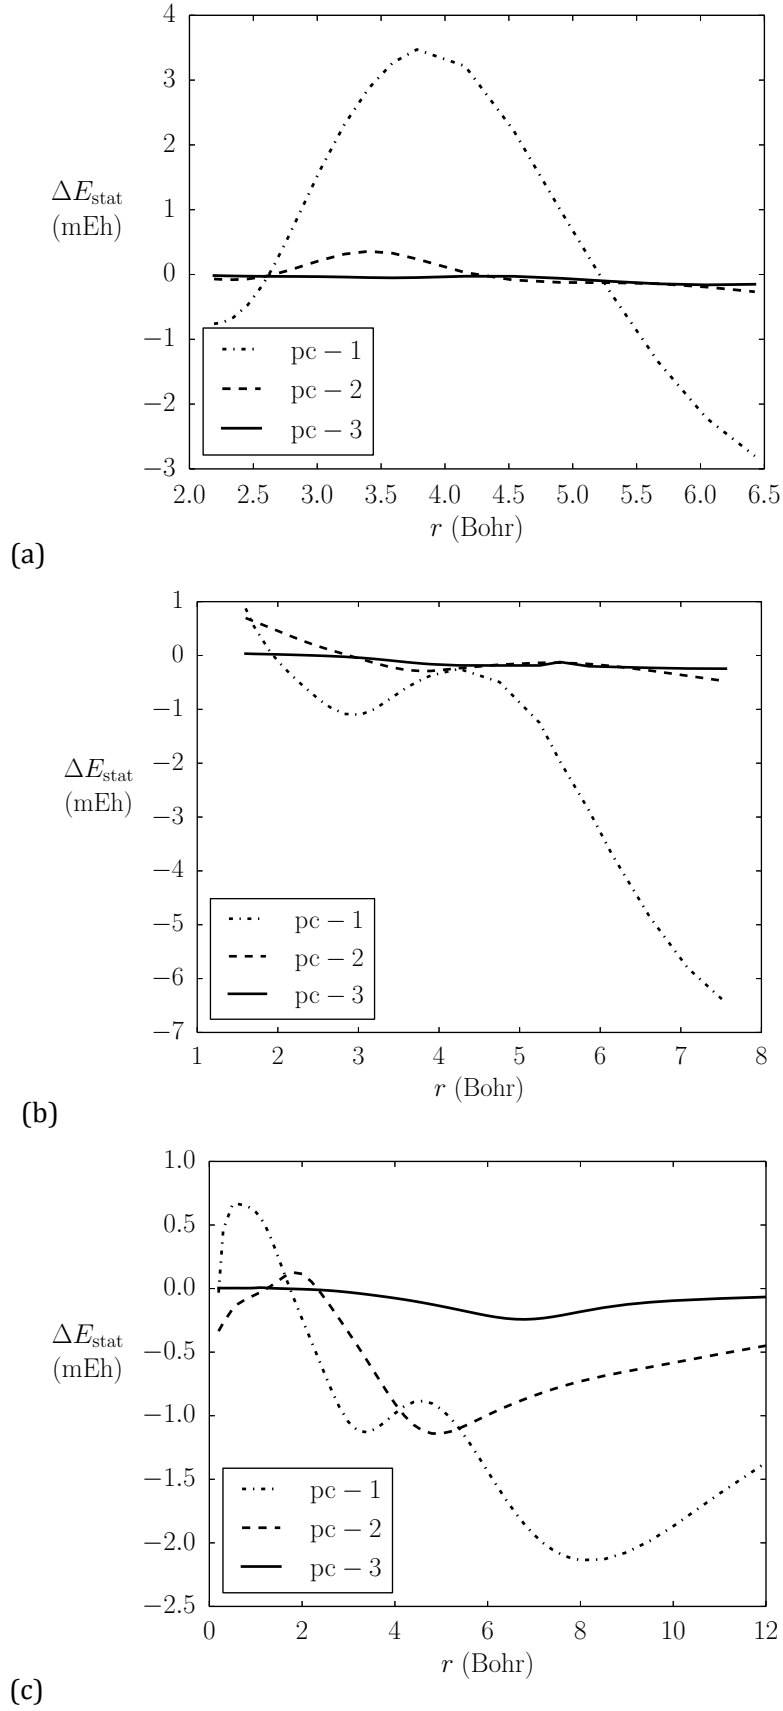 4
3
2
1
0
−1
−2
−3
ΔE_stat
(mEh)
pc − 1
pc − 2
pc − 3
2.0 2.5 3.0 3.5 4.0 4.5 5.0 5.5 6.0 6.5
r (Bohr)
(a)
1
0
−1
−2
−3
−4
−5
−6
−7
ΔE_stat
(mEh)
pc − 1
pc − 2
pc − 3
1 2 3 4 5 6 7 8
r (Bohr)
(b)
1.0
0.5
0.0
−0.5
−1.0
−1.5
−2.0
−2.5
ΔE_stat
(mEh)
pc − 1
pc − 2
pc − 3
0 2 4 6 8 10 12
r (Bohr)
(c)